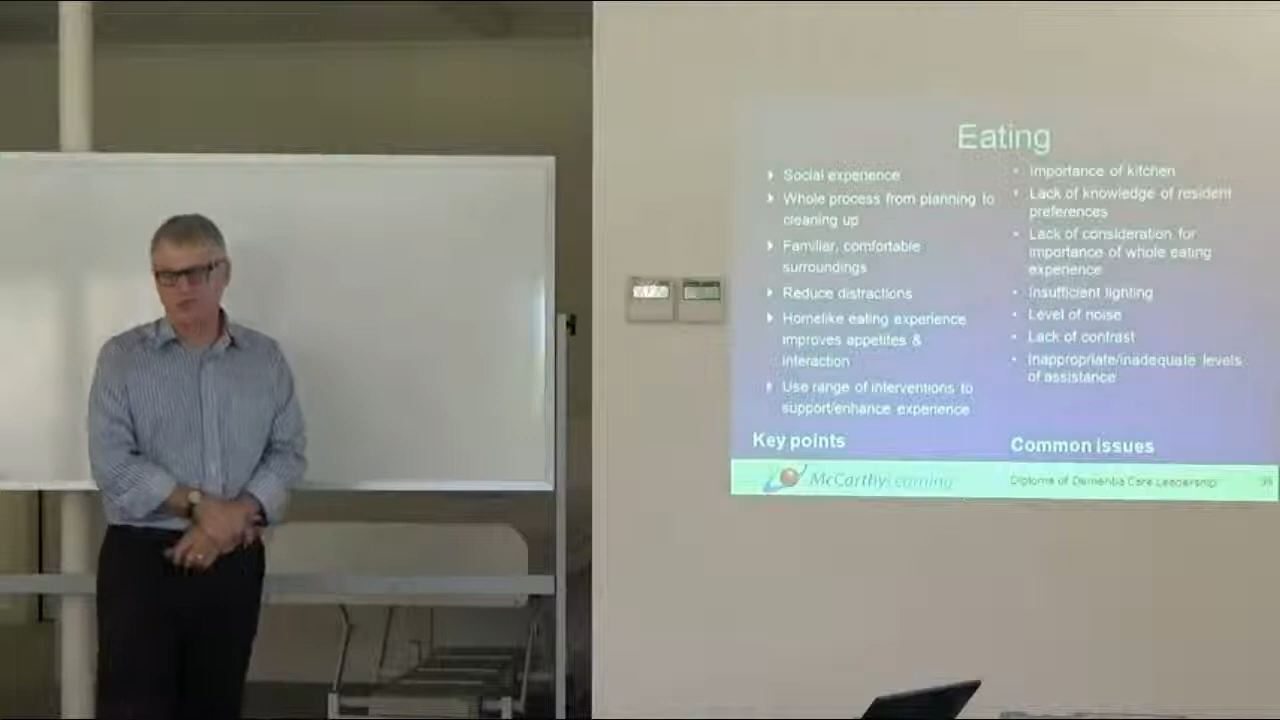 Eating
Social experience
Whole process from planning to
cleaning up
Familiar, comfortable
surroundings
Reduce distractions
Homelike eating experience
improves appetites &
interaction
Use range of interventions to
support/enhance experience
Key points
Importance of kitchen
Lack of knowledge of resident
preferences
Lack of consideration for
importance of whole eating
experience
Insufficient lighting
Level of noise
Lack of contrast
Inappropriate/inadequate levels
of assistance
Common issues
McCarthyLearning
Diploma of Dementia Care Leadership